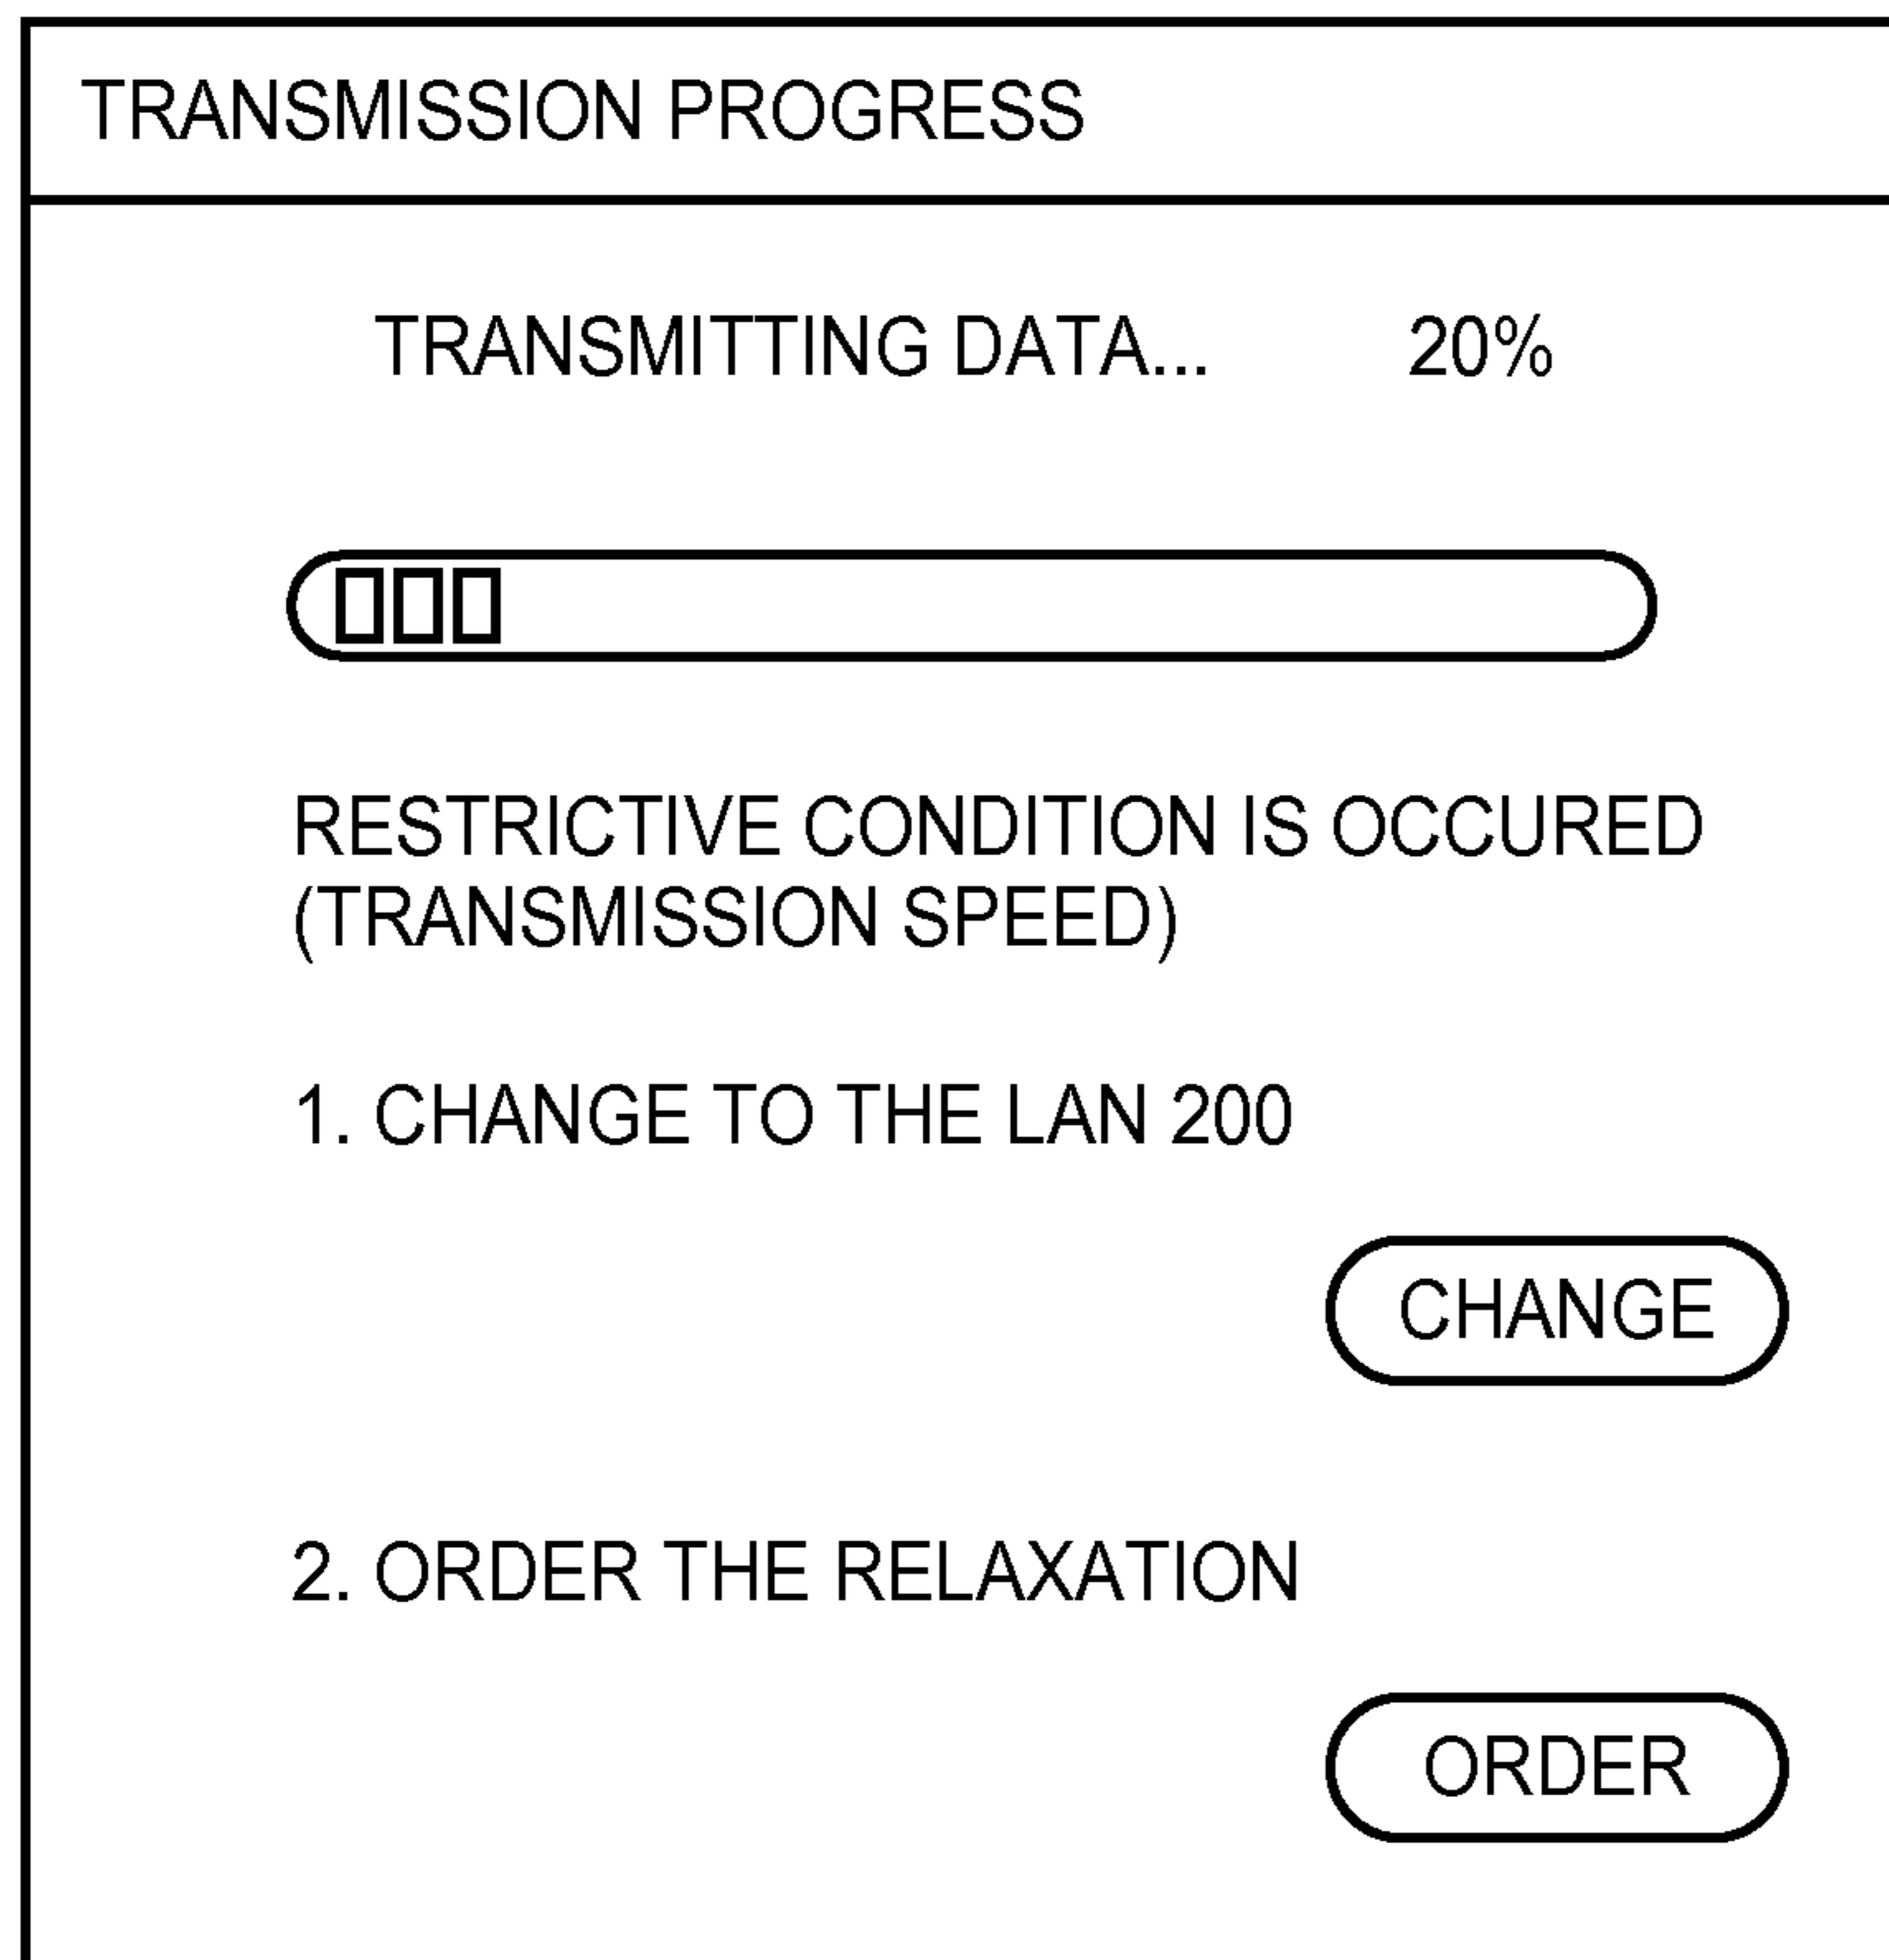 TRANSMISSION PROGRESS
TRANSMITTING DATA... 20%
RESTRICTIVE CONDITION IS OCCURED
(TRANSMISSION SPEED)
1. CHANGE TO THE LAN 200
CHANGE
2. ORDER THE RELAXATION
ORDER